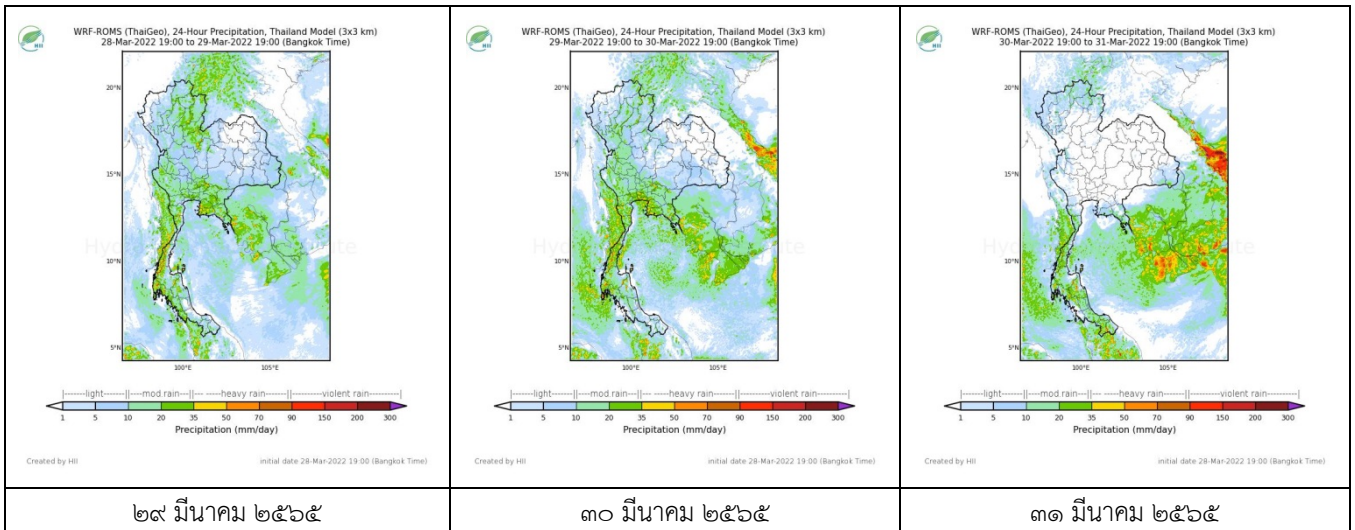 WRF-ROMS (ThaiGeo), 24-Hour Precipitation, Thailand Model (3x3 km)
28-Mar-2022 19:00 to 29-Mar-2022 19:00 (Bangkok Time)
HII
20°N
15°N
10°N
5°N
100°E
105°E
|-------light-------||---mod.rain---||--- ----heavy rain----||-------violent rain-------|
1 5 10 20 35 50 70 90 150 200 300
Precipitation (mm/day)
Created by HII
initial date 28-Mar-2022 19:00 (Bangkok Time)
๒๙ มีนาคม ๒๕๖๕
WRF-ROMS (ThaiGeo), 24-Hour Precipitation, Thailand Model (3x3 km)
29-Mar-2022 19:00 to 30-Mar-2022 19:00 (Bangkok Time)
HII
20°N
15°N
10°N
5°N
100°E
105°E
|-------light-------||---mod.rain---||--- ----heavy rain----||-------violent rain-------|
1 5 10 20 35 50 70 90 150 200 300
Precipitation (mm/day)
Created by HII
initial date 28-Mar-2022 19:00 (Bangkok Time)
๓๐ มีนาคม ๒๕๖๕
WRF-ROMS (ThaiGeo), 24-Hour Precipitation, Thailand Model (3x3 km)
30-Mar-2022 19:00 to 31-Mar-2022 19:00 (Bangkok Time)
HII
20°N
15°N
10°N
5°N
100°E
105°E
|-------light-------||---mod.rain---||--- ----heavy rain----||-------violent rain-------|
1 5 10 20 35 50 70 90 150 200 300
Precipitation (mm/day)
Created by HII
initial date 28-Mar-2022 19:00 (Bangkok Time)
๓๑ มีนาคม ๒๕๖๕